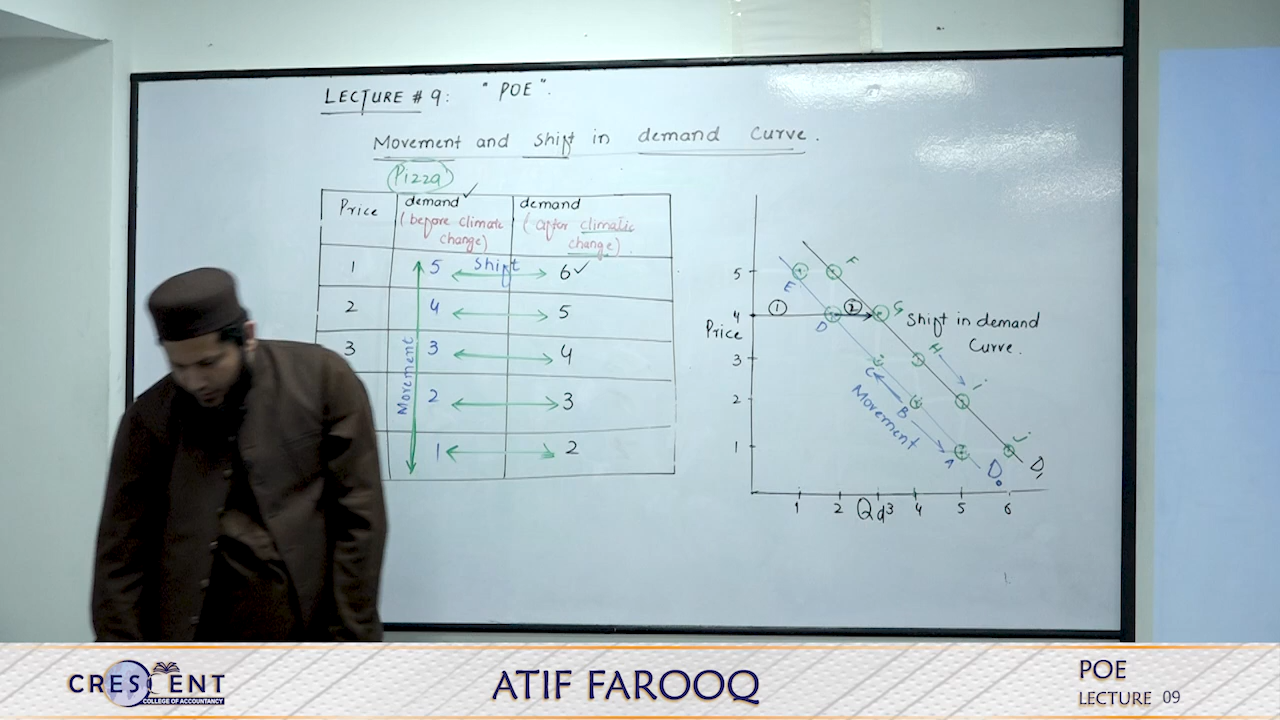 LECTURE # 9: "POE".
Movement and Shift in demand Curve.
Pizza
Price demand demand
(before climate change) (after climatic change)
1 5 Shift 6
2 4 5
3 3 4
2 3
1 2
Movement
5
4
3
2
1
Price
1 2 Qd 3 4 5 6
E F
1 2
D G
Shift in demand
Curve.
C H
B i
A j
Movement
D₀ D₁
CRESCENT
COLLEGE OF ACCOUNTANCY
ATIF FAROOQ
POE
LECTURE 09